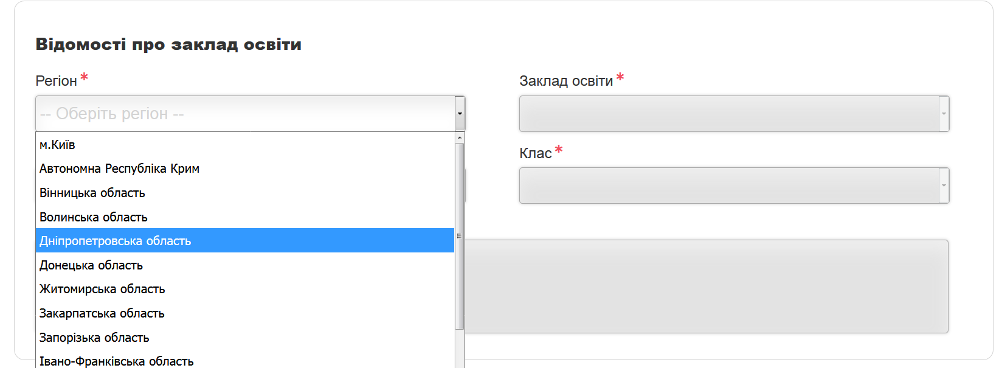 Відомості про заклад освіти
Регіон *
Заклад освіти *
-- Оберіть регіон --
м.Київ
Клас *
Автономна Республіка Крим
Вінницька область
Волинська область
Дніпропетровська область
Донецька область
Житомирська область
Закарпатська область
Запорізька область
Івано-Франківська область